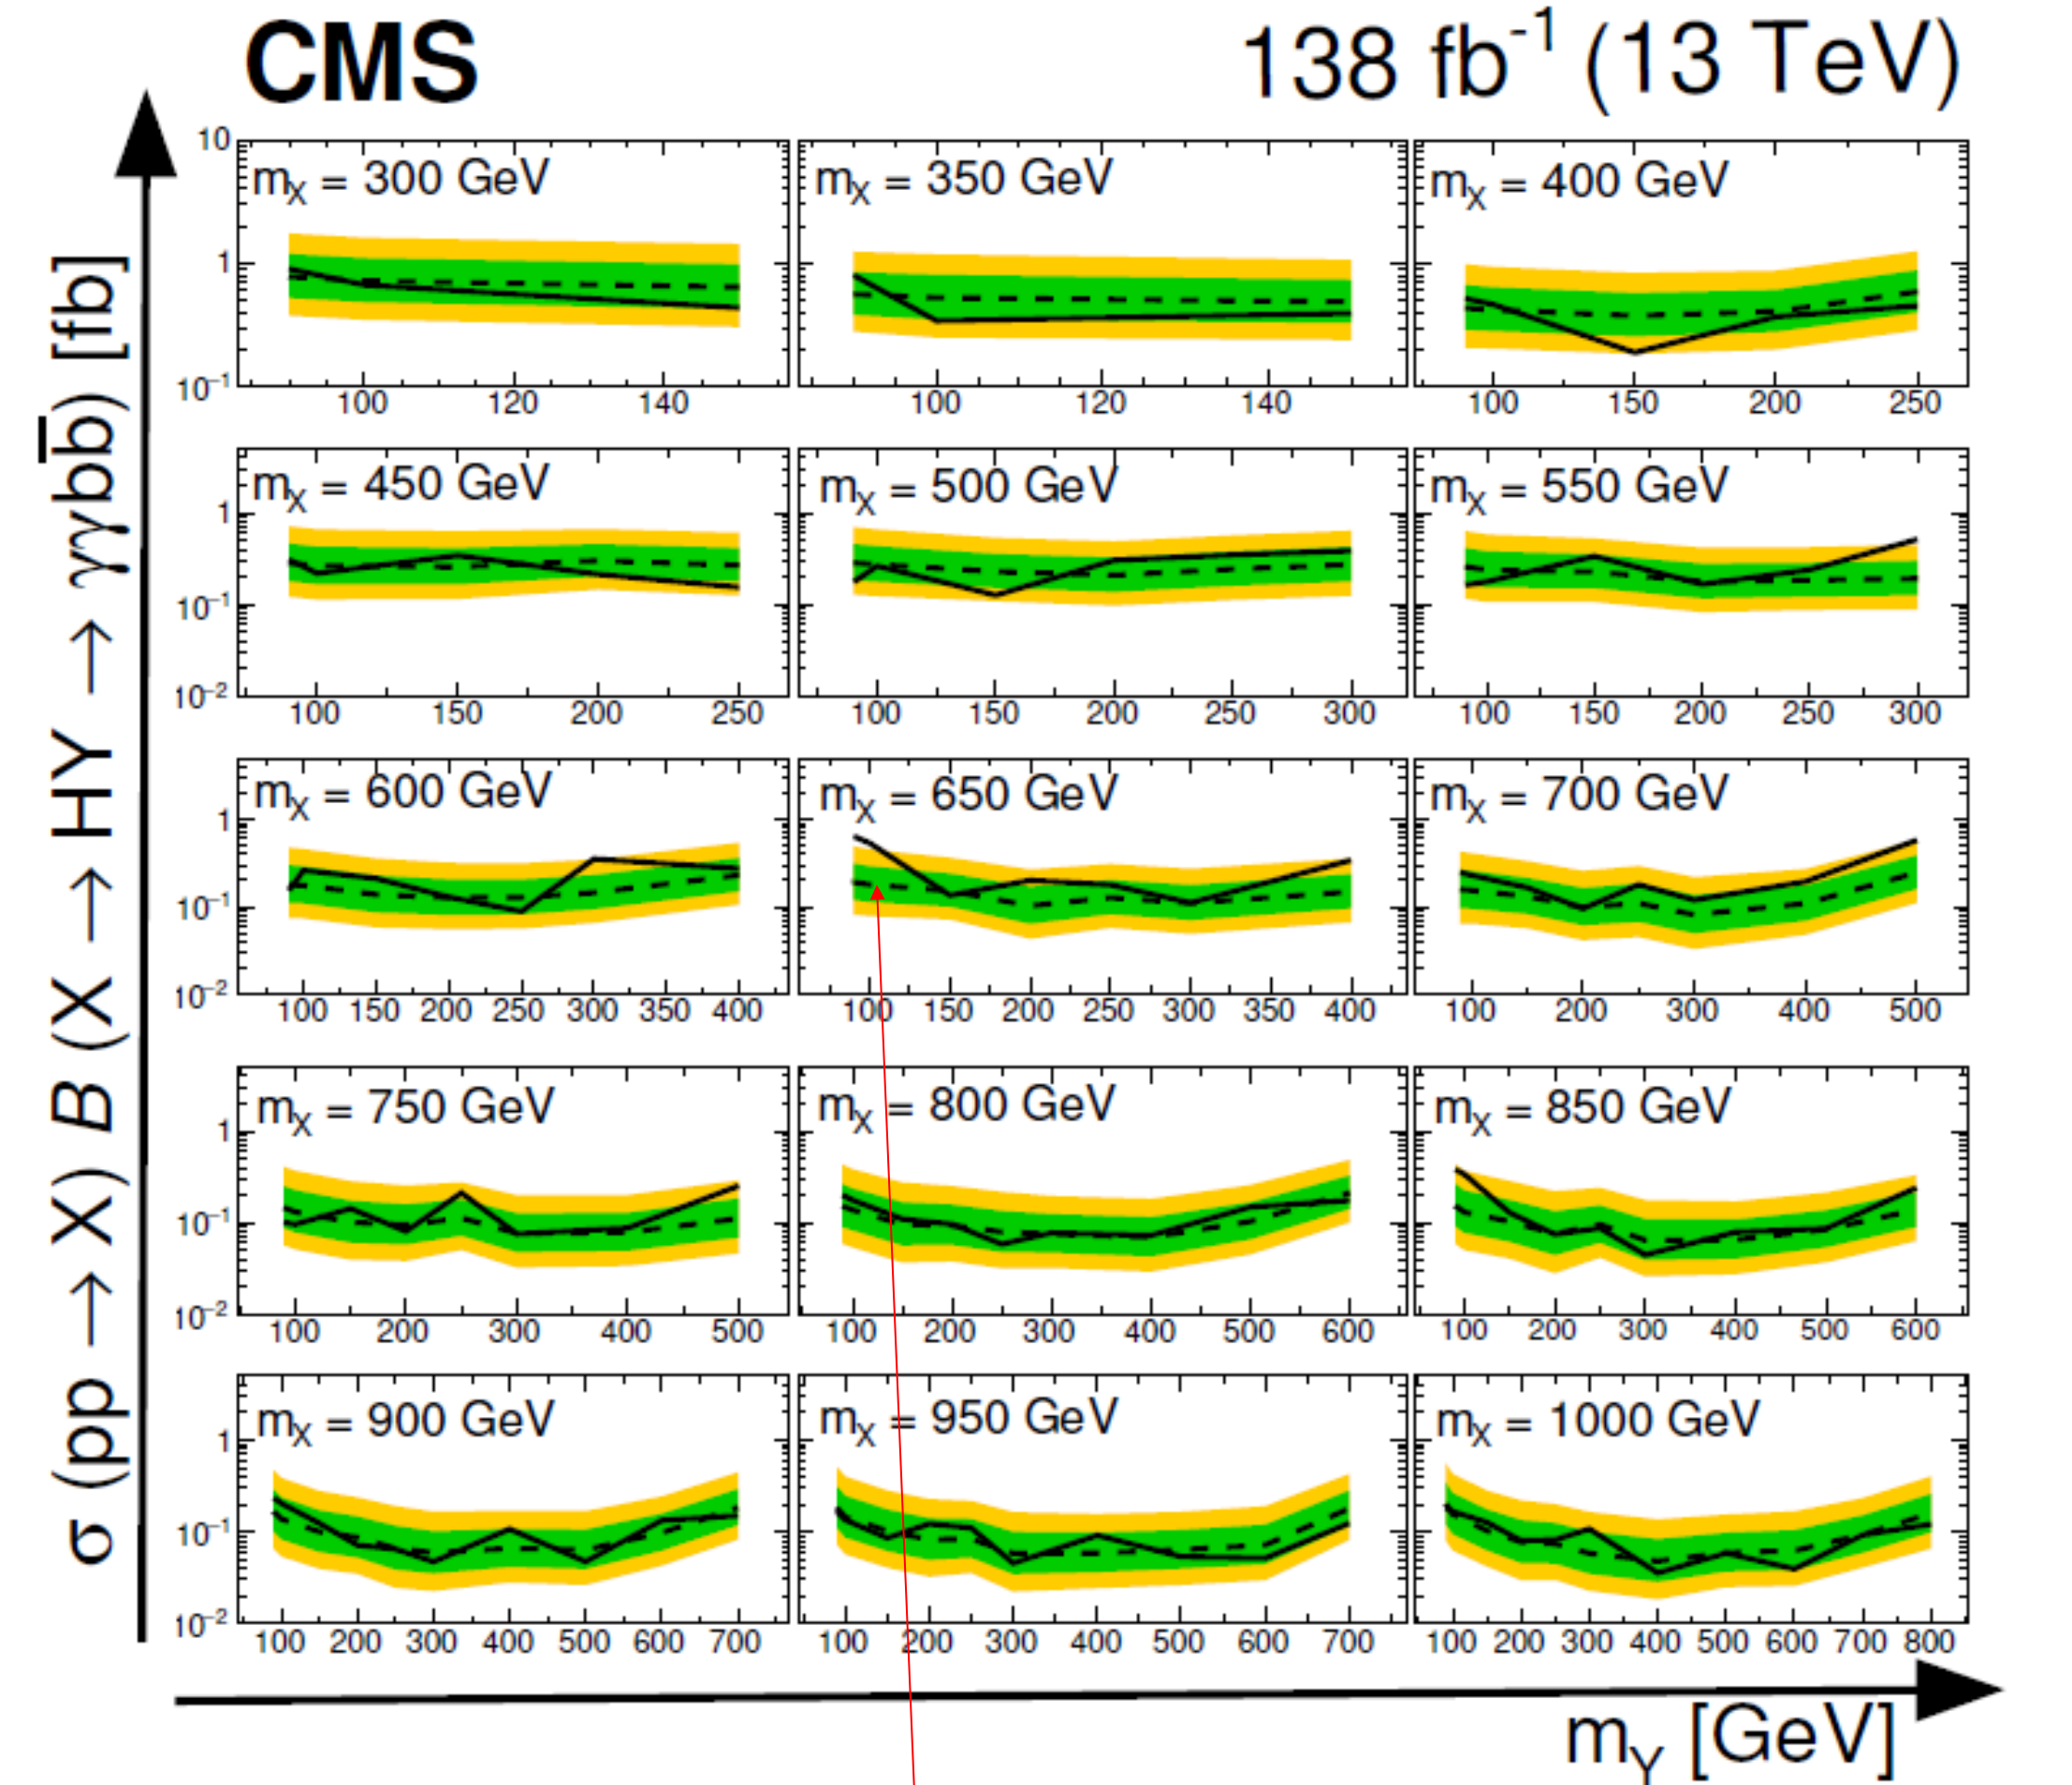 CMS 138 fb⁻¹ (13 TeV)
σ (pp → X) B (X → HY → γγbb̅) [fb]
mX = 300 GeV mX = 350 GeV mX = 400 GeV
10
1
10⁻¹
100 120 140 100 120 140 100 150 200 250
mX = 450 GeV mX = 500 GeV mX = 550 GeV
1
10⁻¹
10⁻²
100 150 200 250 100 150 200 250 300 100 150 200 250 300
mX = 600 GeV mX = 650 GeV mX = 700 GeV
1
10⁻¹
10⁻²
100 150 200 250 300 350 400 100 150 200 250 300 350 400 100 200 300 400 500
mX = 750 GeV mX = 800 GeV mX = 850 GeV
1
10⁻¹
10⁻²
100 200 300 400 500 100 200 300 400 500 600 100 200 300 400 500 600
mX = 900 GeV mX = 950 GeV mX = 1000 GeV
1
10⁻¹
10⁻²
100 200 300 400 500 600 700 100 200 300 400 500 600 700 100 200 300 400 500 600 700 800
mY [GeV]